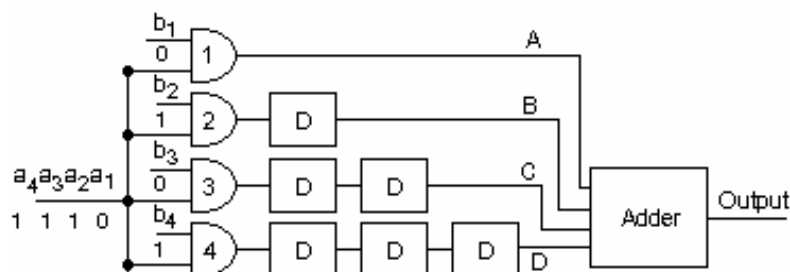 b₁
0
1
A
b₂
1
2
D
B
b₃
0
3
D
D
C
a₄a₃a₂a₁
1 1 1 0
b₄
1
4
D
D
D
D
Adder
Output